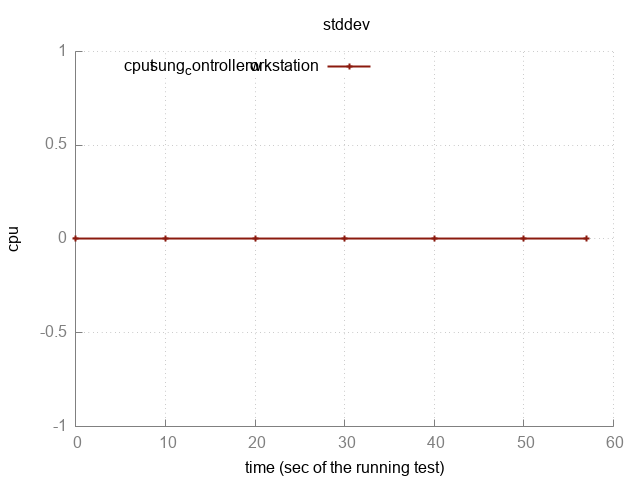 stddev
cputsung_controllerworkstation
1
0.5
0
-0.5
-1
cpu
0 10 20 30 40 50 60
time (sec of the running test)